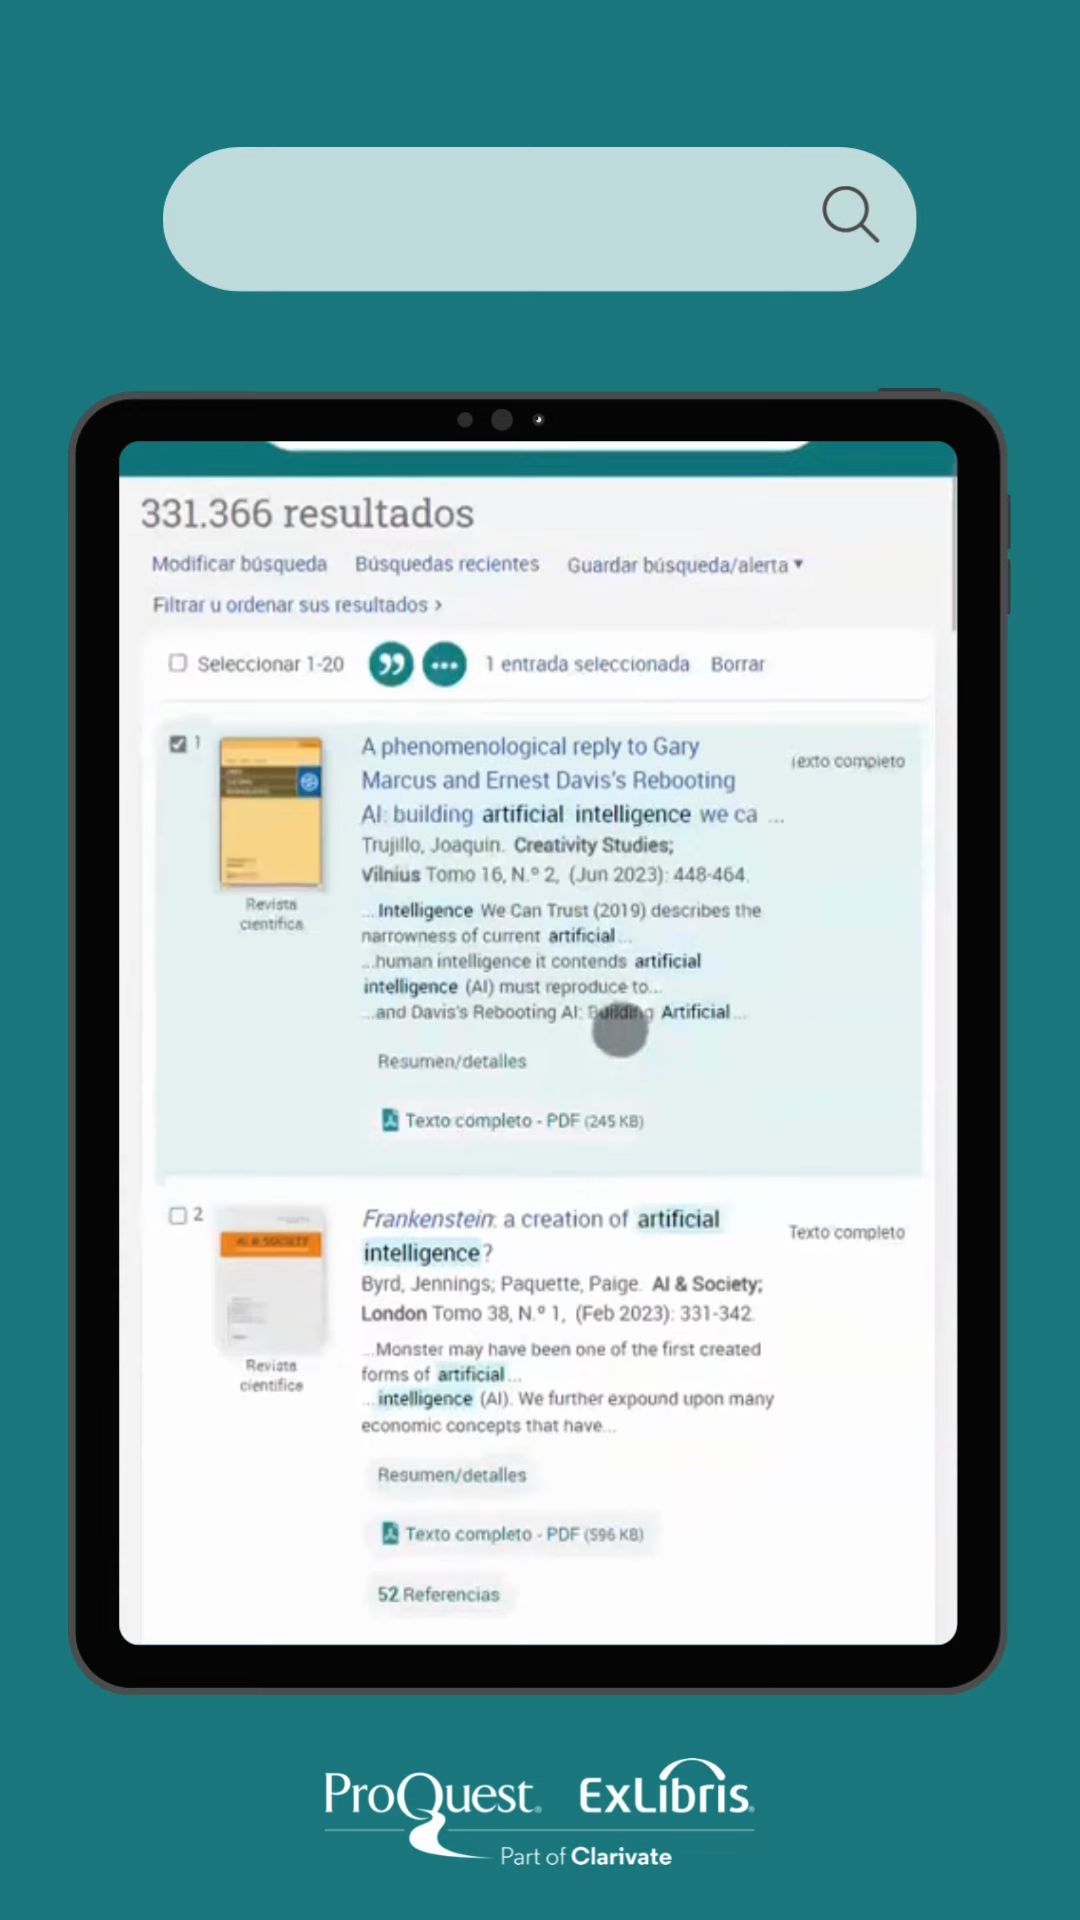 331.366 resultados
Modificar búsqueda Búsquedas recientes Guardar búsqueda/alerta
Filtrar u ordenar sus resultados >
Seleccionar 1-20 1 entrada seleccionada Borrar
1
A phenomenological reply to Gary
Marcus and Ernest Davis's Rebooting
AI: building artificial intelligence we ca ...
Texto completo
Trujillo, Joaquin. Creativity Studies;
Vilnius Tomo 16, N.º 2, (Jun 2023): 448-464.
Revista
científica
...Intelligence We Can Trust (2019) describes the
narrowness of current artificial...
...human intelligence it contends artificial
intelligence (AI) must reproduce to...
...and Davis's Rebooting AI: Building Artificial...
Resumen/detalles
Texto completo - PDF (245 KB)
2
AI & SOCIETY
Frankenstein: a creation of artificial
intelligence?
Texto completo
Byrd, Jennings; Paquette, Paige. AI & Society;
London Tomo 38, N.º 1, (Feb 2023): 331-342.
Revista
científica
...Monster may have been one of the first created
forms of artificial...
...intelligence (AI). We further expound upon many
economic concepts that have...
Resumen/detalles
Texto completo - PDF (596 KB)
52 Referencias
ProQuest. ExLibris.
Part of Clarivate